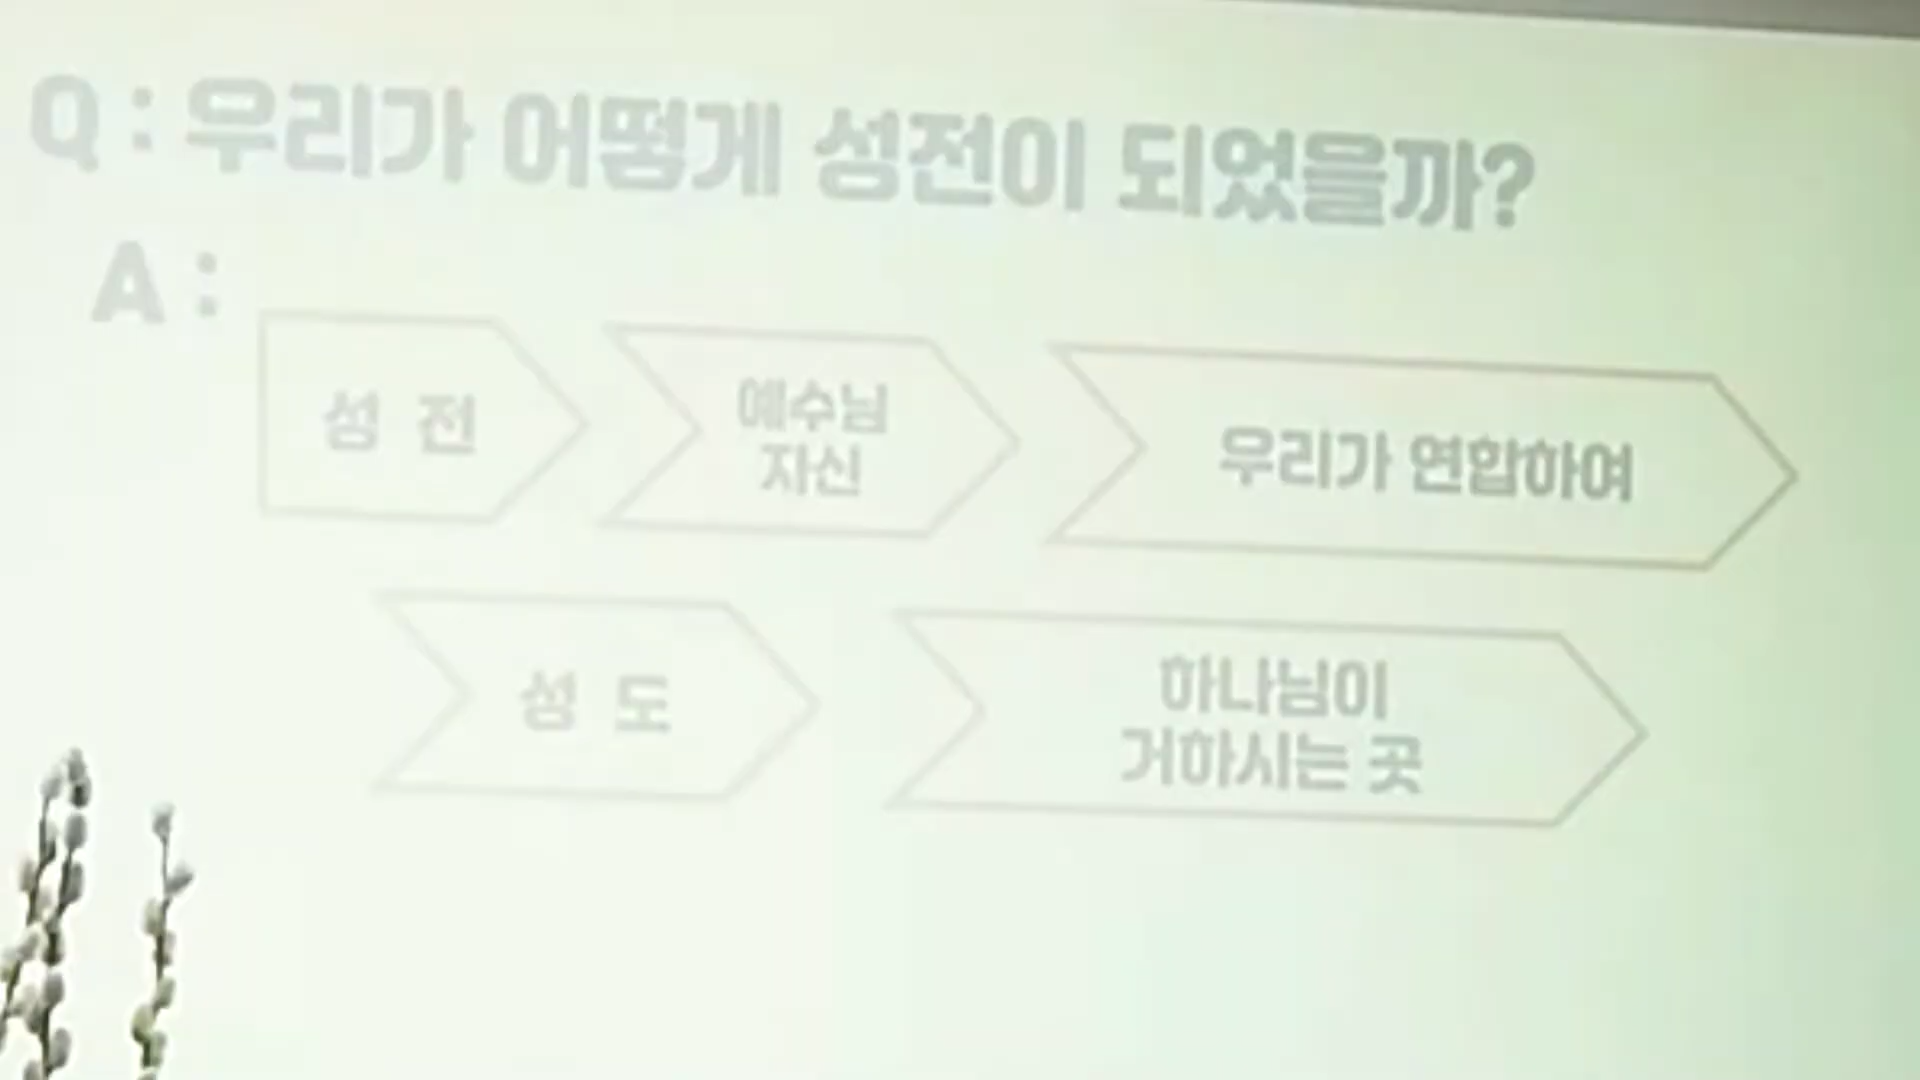 Q : 우리가 어떻게 성전이 되었을까?
A :
성 전
예수님
자신
우리가 연합하여
성 도
하나님이
거하시는 곳